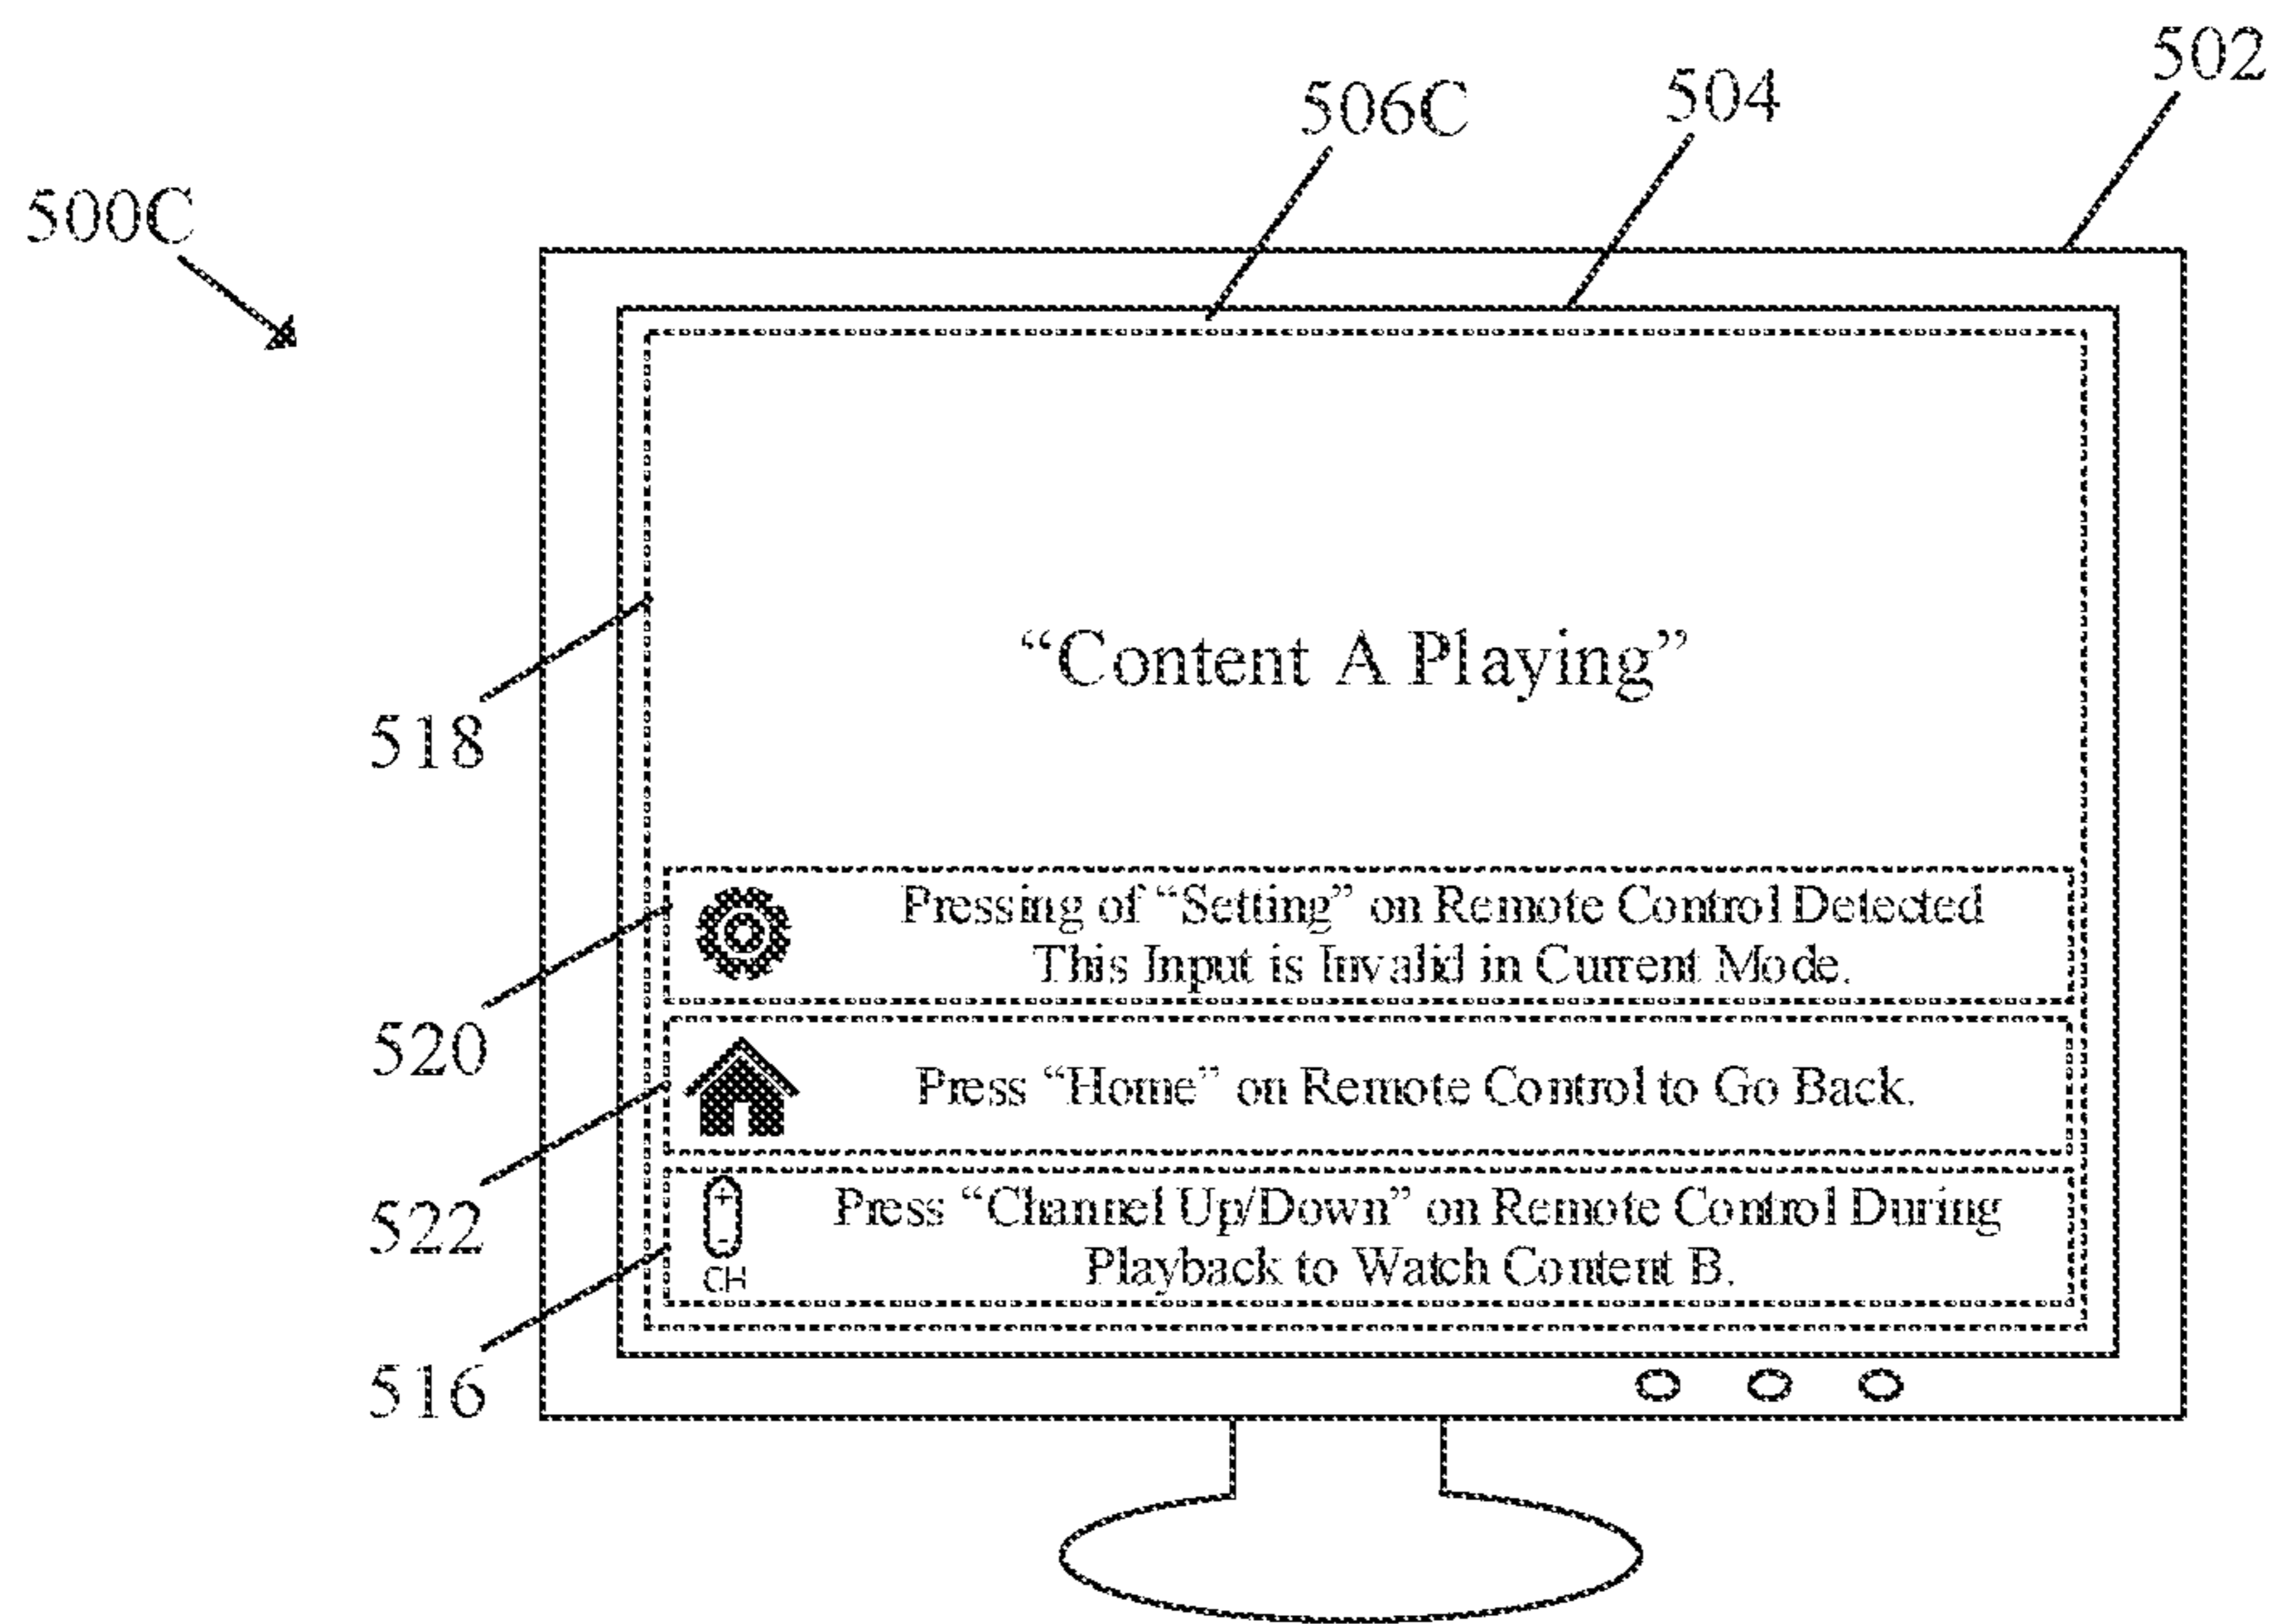 502
504
506C
500C
“Content A Playing”
518
Pressing of “Setting” on Remote Control Detected
This Input is Invalid in Current Mode.
520
Press “Home” on Remote Control to Go Back.
522
+
-
CH
Press “Channel Up/Down” on Remote Control During
Playback to Watch Content B.
516